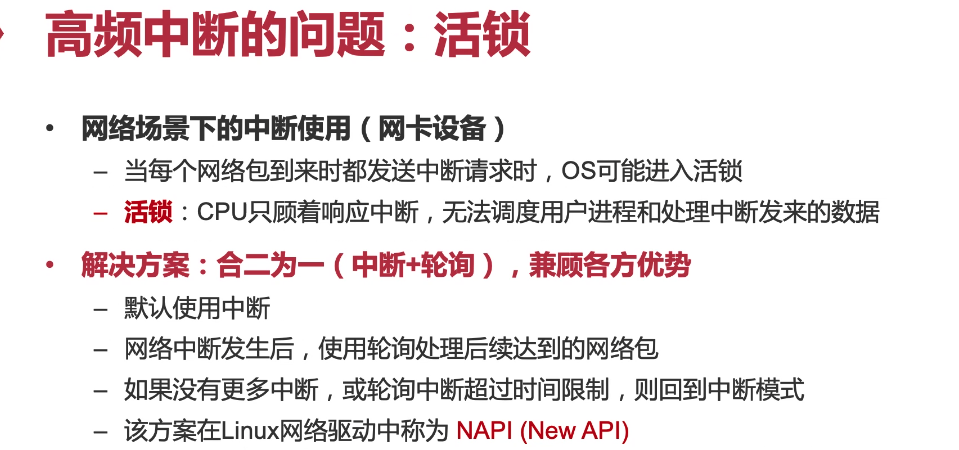 高频中断的问题：活锁
• 网络场景下的中断使用（网卡设备）
– 当每个网络包到来时都发送中断请求时，OS可能进入活锁
– 活锁：CPU只顾着响应中断，无法调度用户进程和处理中断发来的数据
• 解决方案：合二为一（中断+轮询），兼顾各方优势
– 默认使用中断
– 网络中断发生后，使用轮询处理后续达到的网络包
– 如果没有更多中断，或轮询中断超过时间限制，则回到中断模式
– 该方案在Linux网络驱动中称为 NAPI (New API)